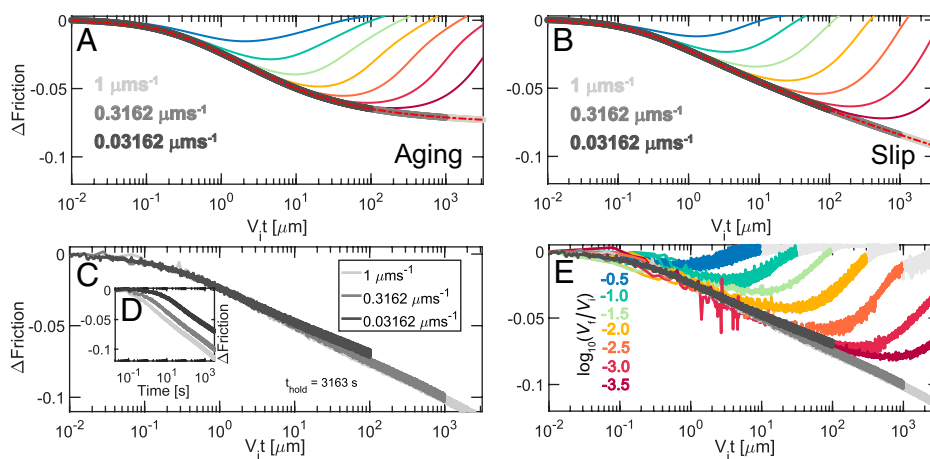 A
B
0
0
-0.05
-0.05
-0.1
-0.1
Δ Friction
Δ Friction
1 μms⁻¹
0.3162 μms⁻¹
0.03162 μms⁻¹
Aging
1 μms⁻¹
0.3162 μms⁻¹
0.03162 μms⁻¹
Slip
10⁻² 10⁻¹ 10⁰ 10¹ 10² 10³
Vᵢt [μm]
10⁻² 10⁻¹ 10⁰ 10¹ 10² 10³
Vᵢt [μm]
C
0
-0.05
-0.1
Δ Friction
1 μms⁻¹
0.3162 μms⁻¹
0.03162 μms⁻¹
D
0
-0.05
-0.1
Δ Friction
10⁻¹ 10¹ 10³
Time [s]
t_hold = 3163 s
10⁻² 10⁻¹ 10⁰ 10¹ 10² 10³
Vᵢt [μm]
E
0
-0.05
-0.1
Δ Friction
log₁₀(V_f/Vᵢ)
-0.5
-1.0
-1.5
-2.0
-2.5
-3.0
-3.5
10⁻² 10⁻¹ 10⁰ 10¹ 10² 10³
Vᵢt [μm]